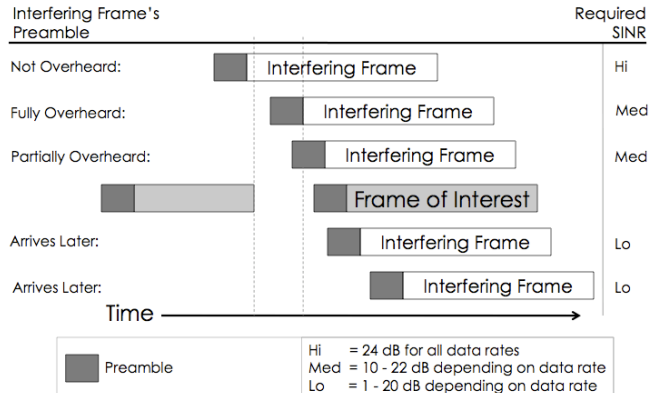 Interfering Frame's Preamble
Required SINR
Not Overheard: Interfering Frame Hi
Fully Overheard: Interfering Frame Med
Partially Overheard: Interfering Frame Med
Frame of Interest
Arrives Later: Interfering Frame Lo
Arrives Later: Interfering Frame Lo
Time
Preamble
Hi = 24 dB for all data rates
Med = 10 - 22 dB depending on data rate
Lo = 1 - 20 dB depending on data rate